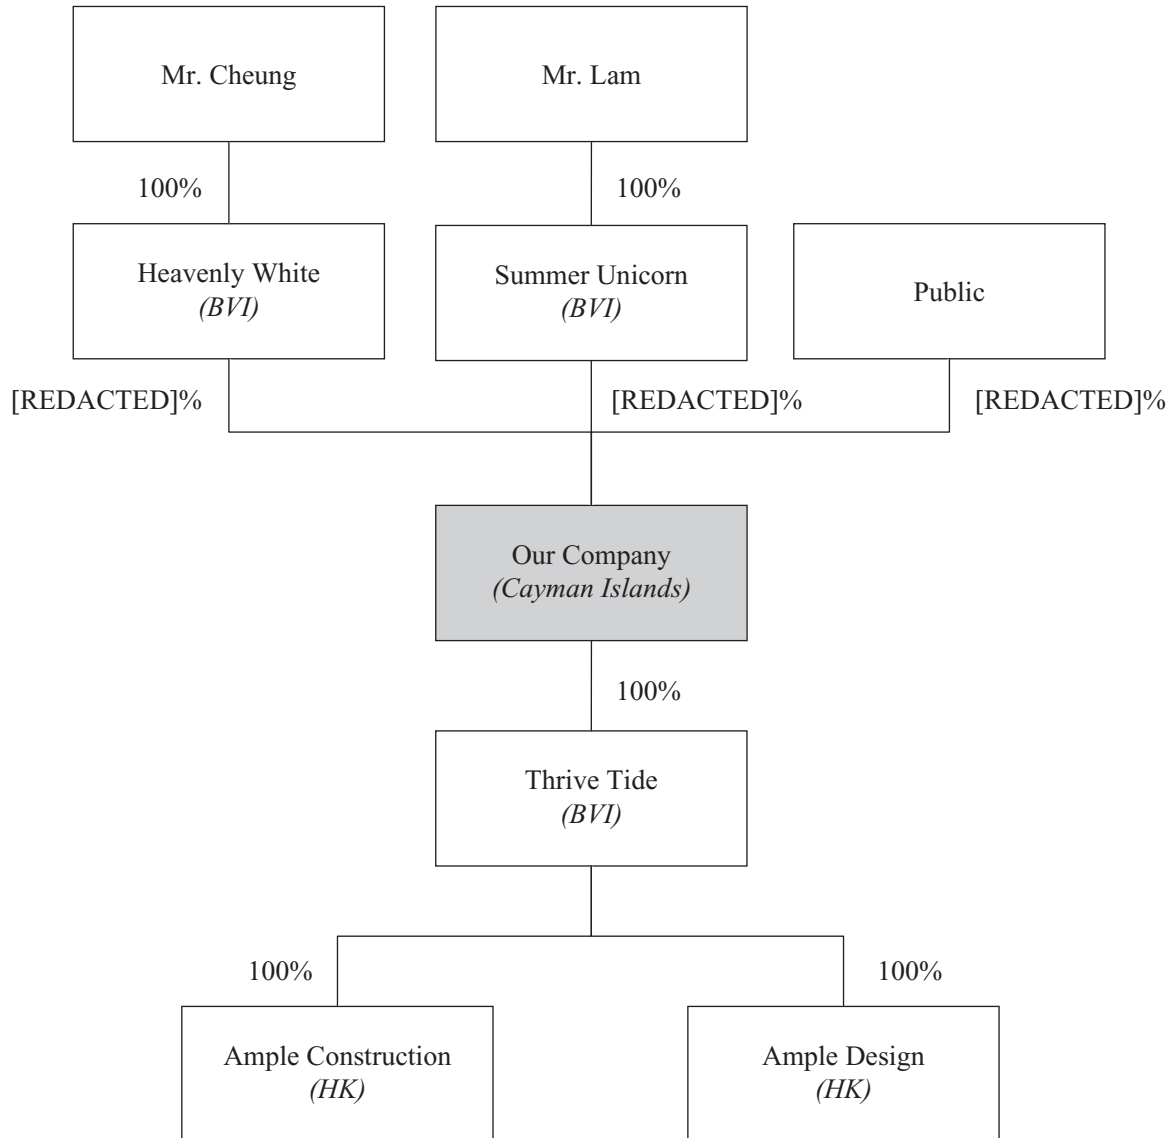 Mr. Cheung
Mr. Lam
100%
100%
Heavenly White
(BVI)
Summer Unicorn
(BVI)
Public
[REDACTED]%
[REDACTED]%
[REDACTED]%
Our Company
(Cayman Islands)
100%
Thrive Tide
(BVI)
100%
100%
Ample Construction
(HK)
Ample Design
(HK)